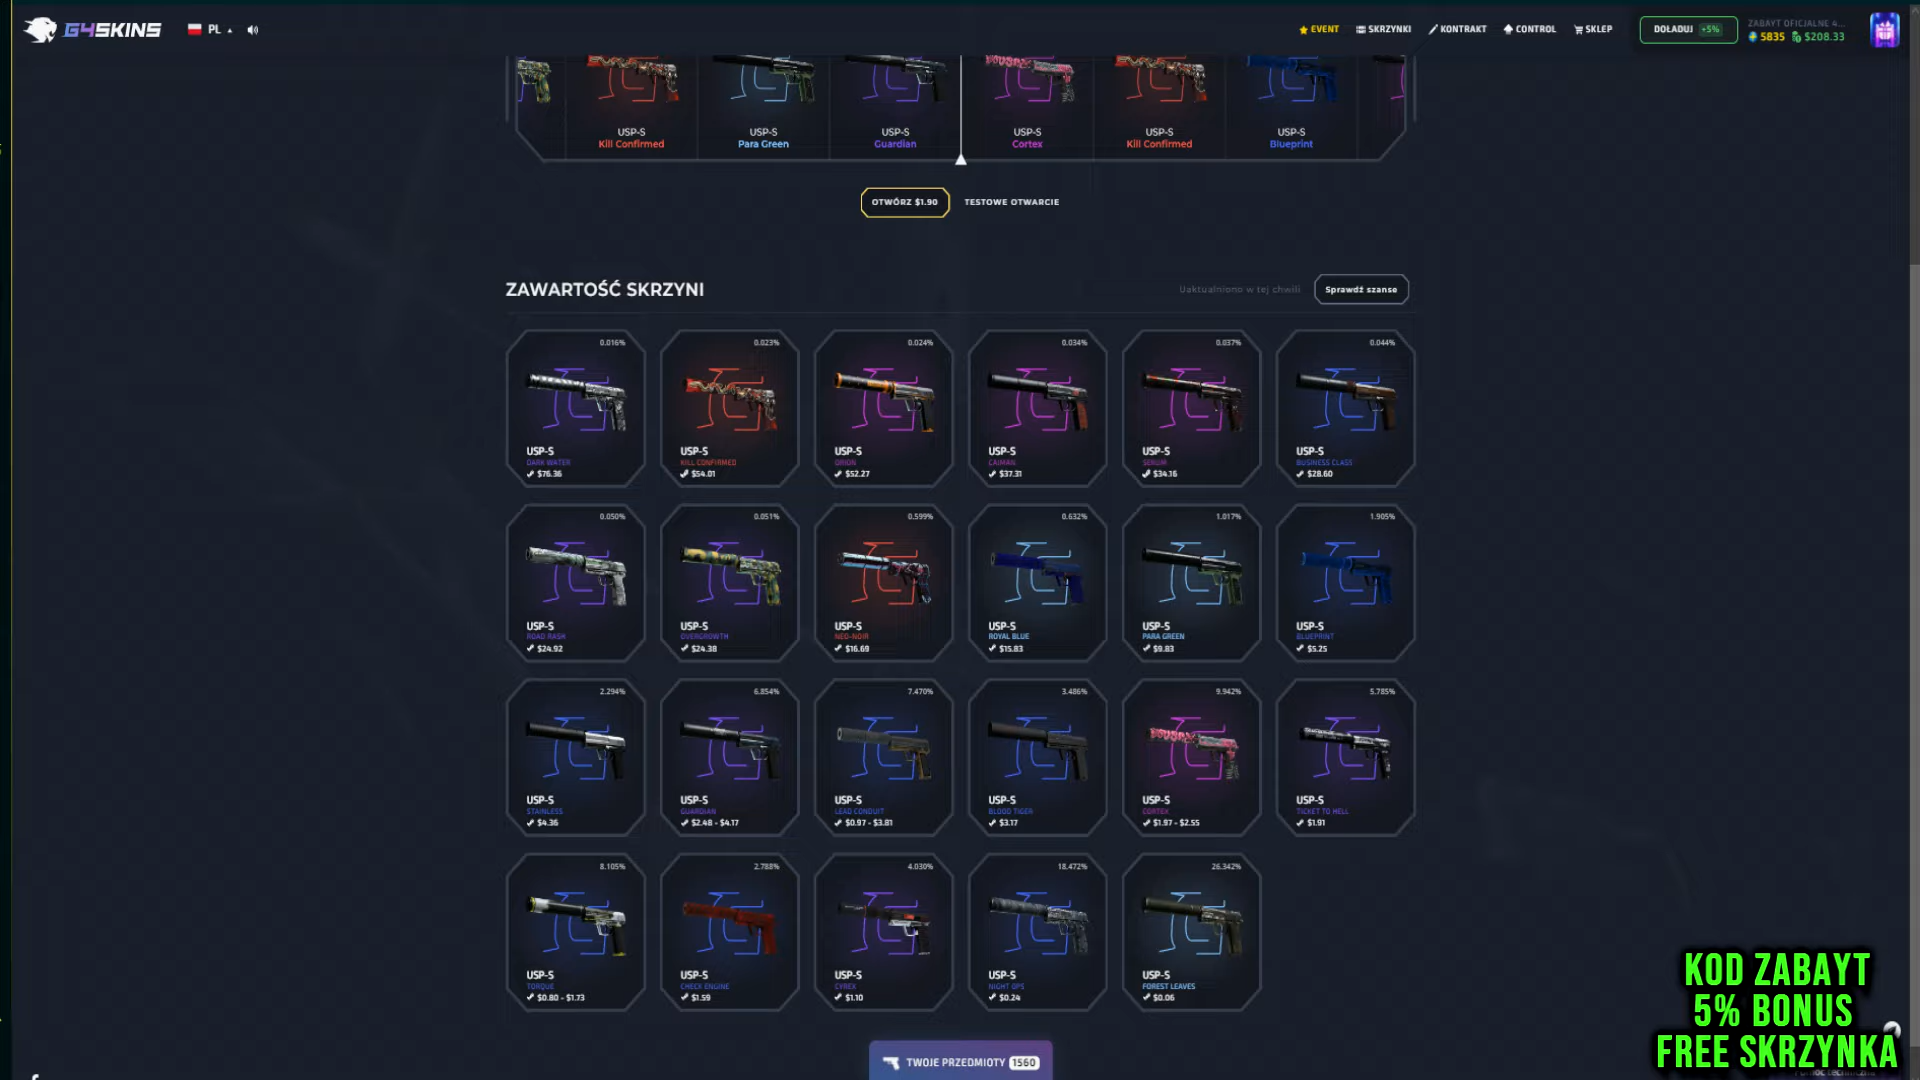 G4SKINS PL EVENT SKRZYNKI KONTRAKT CONTROL SKLEP DOŁADUJ +5% ZABAYT OFICJALNE 4...
5835 $208.33
USP-S USP-S USP-S USP-S USP-S USP-S
Kill Confirmed Para Green Guardian Cortex Kill Confirmed Blueprint
OTWÓRZ $1.90 TESTOWE OTWARCIE
ZAWARTOŚĆ SKRZYNI Uaktualniono w tej chwili Sprawdź szanse
0.016% 0.023% 0.024% 0.034% 0.037% 0.044%
USP-S USP-S USP-S USP-S USP-S USP-S
DARK WATER KILL CONFIRMED ORION CAIMAN SERUM BUSINESS CLASS
$76.36 $54.01 $52.27 $37.31 $34.16 $28.60
0.050% 0.051% 0.599% 0.632% 1.017% 1.905%
USP-S USP-S USP-S USP-S USP-S USP-S
ROAD RASH OVERGROWTH NEO-NOIR ROYAL BLUE PARA GREEN BLUEPRINT
$24.92 $24.38 $16.69 $15.83 $9.83 $5.25
2.294% 6.854% 7.470% 3.486% 9.942% 5.785%
USP-S USP-S USP-S USP-S USP-S USP-S
STAINLESS GUARDIAN LEAD CONDUIT BLOOD TIGER CORTEX TICKET TO HELL
$4.36 $2.48 - $4.17 $0.97 - $3.81 $3.17 $1.97 - $2.55 $1.91
8.105% 2.788% 4.030% 18.472% 26.342%
USP-S USP-S USP-S USP-S USP-S
TORQUE CHECK ENGINE CYREX NIGHT OPS FOREST LEAVES
$0.80 - $1.73 $1.59 $1.10 $0.24 $0.06
TWOJE PRZEDMIOTY 1560
KOD ZABAYT
5% BONUS
FREE SKRZYNKA